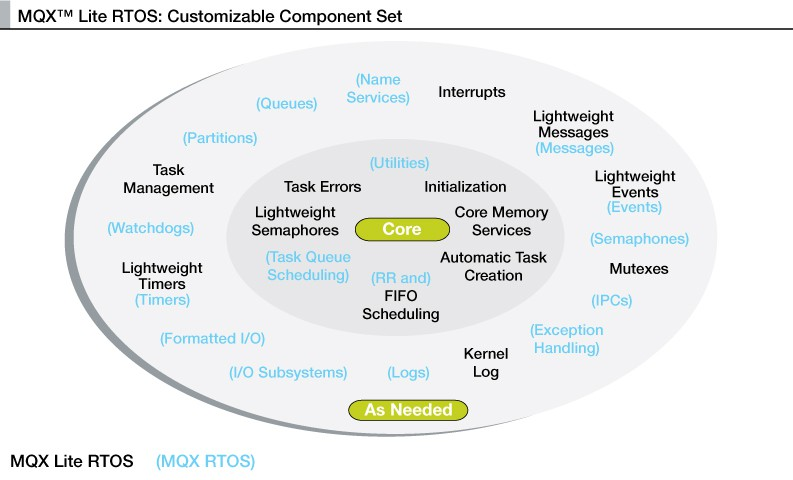 MQX™ Lite RTOS: Customizable Component Set
(Name
Services)
Interrupts
(Queues)
Lightweight
Messages
(Messages)
(Partitions)
(Utilities)
Task
Management
Task Errors
Initialization
Lightweight
Events
(Events)
Lightweight
Semaphores
Core
Core Memory
Services
(Watchdogs)
(Semaphones)
(Task Queue
Scheduling)
Automatic Task
Creation
Lightweight
Timers
(Timers)
(RR and)
FIFO
Scheduling
Mutexes
(IPCs)
(Formatted I/O)
(Exception
Handling)
(I/O Subsystems)
(Logs)
Kernel
Log
As Needed
MQX Lite RTOS (MQX RTOS)